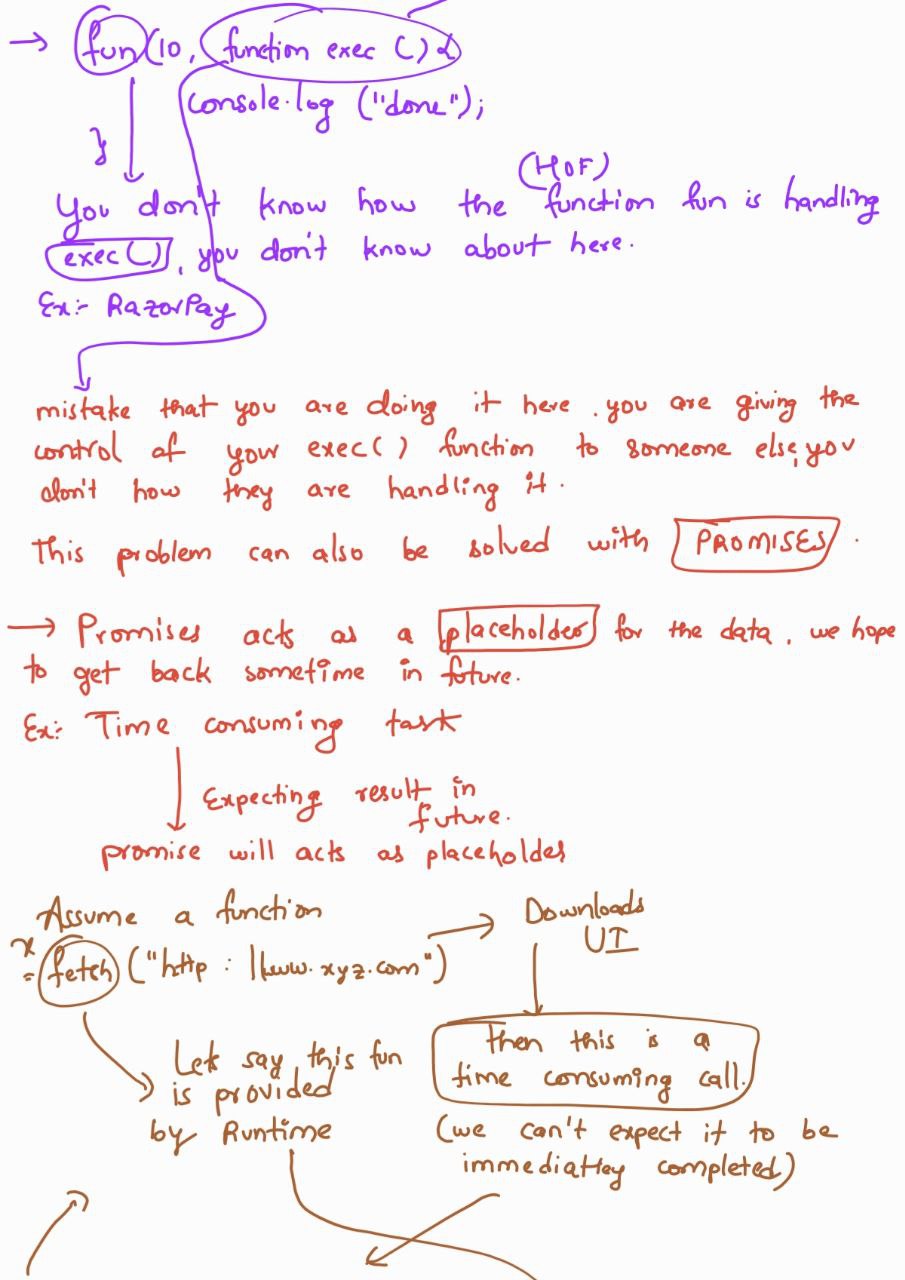 → fun(10, function exec () {
console.log ("done");
}
(HOF)
You don't know how the function fun is handling
exec(), you don't know about here.
Ex:- RazorPay
mistake that you are doing it here. you are giving the
control of your exec() function to someone else, you
don't how they are handling it.
This problem can also be solved with PROMISES.
→ Promises acts as a placeholder for the data, we hope
to get back sometime in future.
Ex:- Time consuming task
Expecting result in
future.
promise will acts as placeholder
Assume a function
x = fetch ("http://www.xyz.com") → Downloads
UI
Let's say this fun
is provided
by Runtime
then this is a
time consuming call.
(we can't expect it to be
immediattey completed)